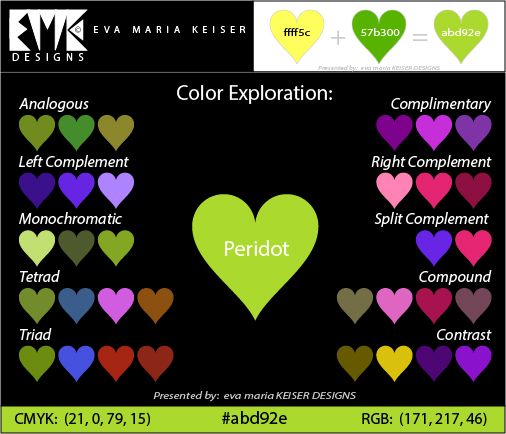 EMK ©
DESIGNS
EVA MARIA KEISER
ffff5c + 57b300 = abd92e
Presented by: eva maria KEISER DESIGNS
Color Exploration:
Analogous
Complimentary
Left Complement
Right Complement
Monochromatic
Split Complement
Peridot
Tetrad
Compound
Triad
Contrast
Presented by: eva maria KEISER DESIGNS
CMYK: (21, 0, 79, 15) #abd92e RGB: (171, 217, 46)